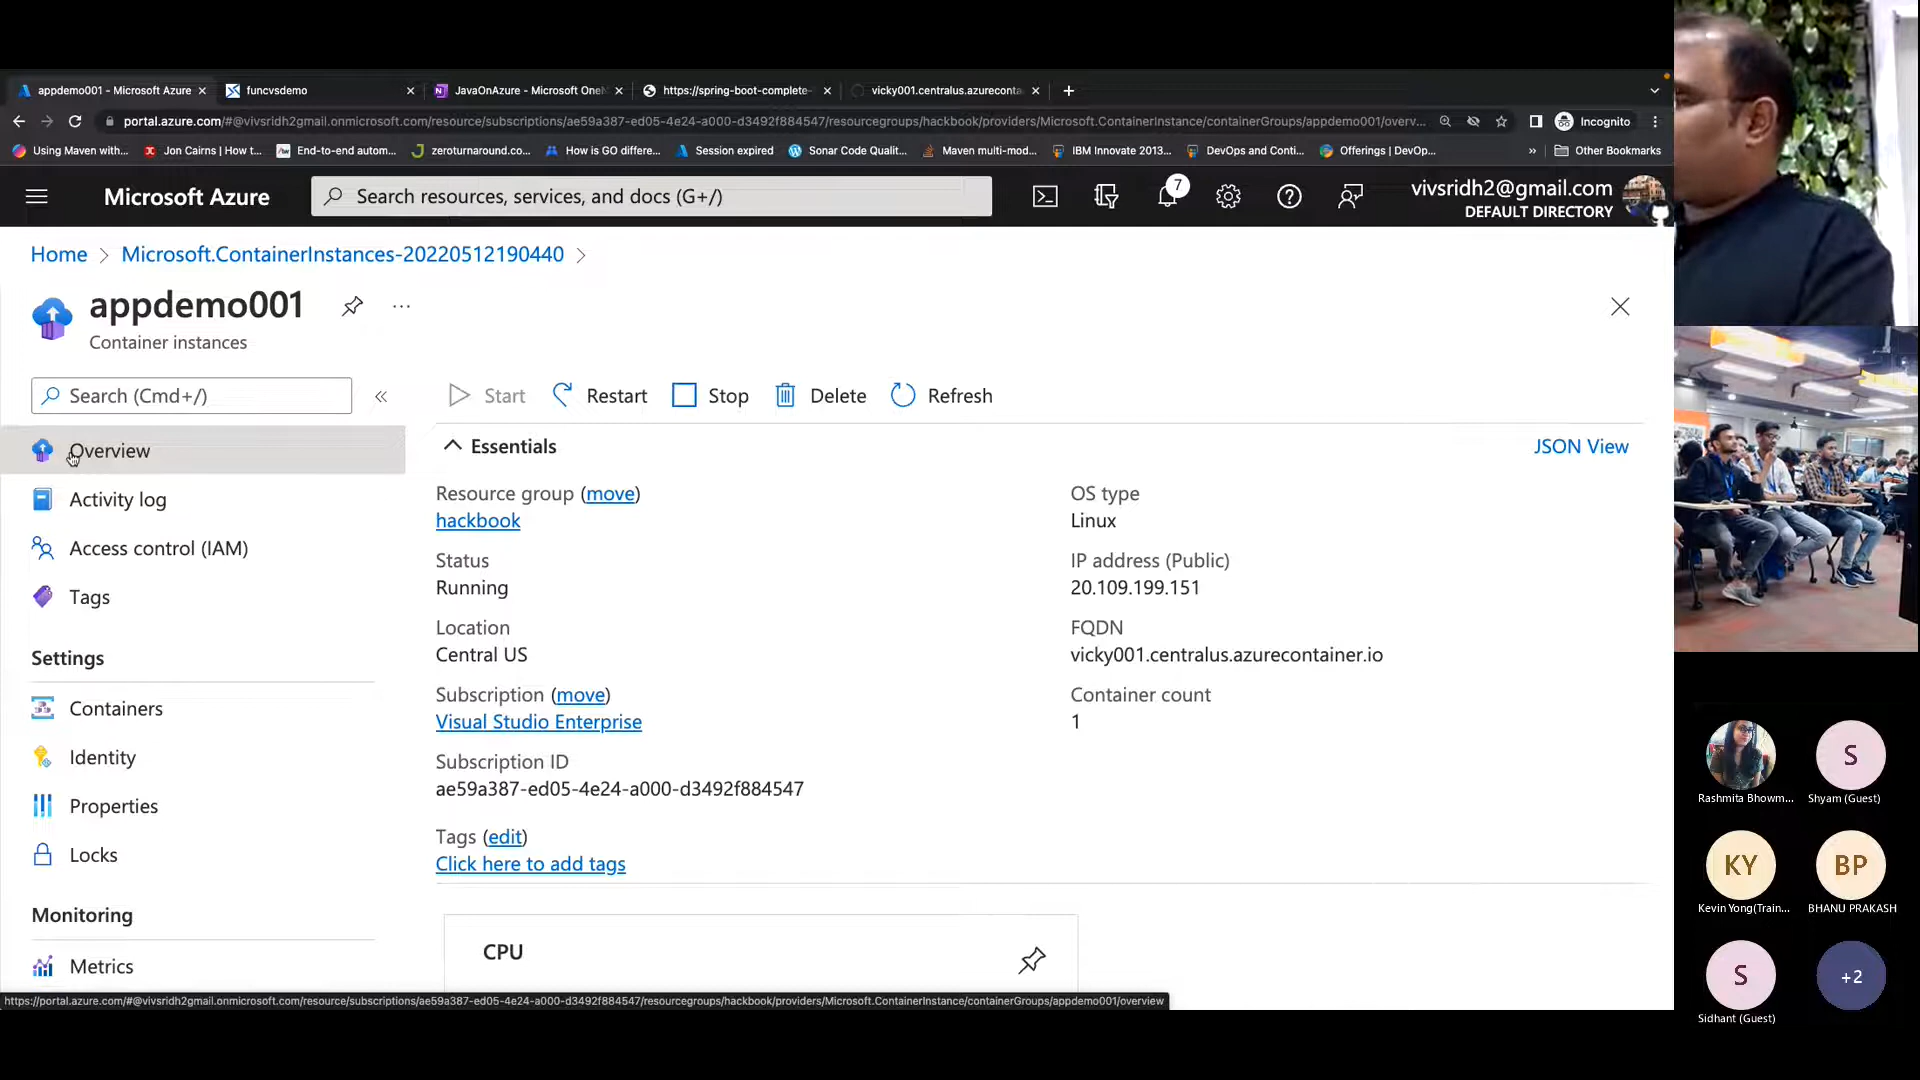 appdemo001 - Microsoft Azure
funcvsdemo
JavaOnAzure - Microsoft OneN
https://spring-boot-complete-
vicky001.centralus.azureconta
portal.azure.com/#@vivsridh2gmail.onmicrosoft.com/resource/subscriptions/ae59a387-ed05-4e24-a000-d3492f884547/resourcegroups/hackbook/providers/Microsoft.ContainerInstance/containerGroups/appdemo001/overv...
Incognito
Using Maven with...
Jon Cairns | How t...
End-to-end autom...
zeroturnaround.co...
How is GO differe...
Session expired
Sonar Code Qualit...
Maven multi-mod...
IBM Innovate 2013...
DevOps and Conti...
Offerings | DevOp...
»
Other Bookmarks
Microsoft Azure
Search resources, services, and docs (G+/)
7
vivsridh2@gmail.com
DEFAULT DIRECTORY
Home > Microsoft.ContainerInstances-20220512190440 >
appdemo001
...
Container instances
Search (Cmd+/)
«
Start
Restart
Stop
Delete
Refresh
Overview
Activity log
Access control (IAM)
Tags
Settings
Containers
Identity
Properties
Locks
Monitoring
Metrics
Essentials
JSON View
Resource group (move)
hackbook
Status
Running
Location
Central US
Subscription (move)
Visual Studio Enterprise
Subscription ID
ae59a387-ed05-4e24-a000-d3492f884547
Tags (edit)
Click here to add tags
OS type
Linux
IP address (Public)
20.109.199.151
FQDN
vicky001.centralus.azurecontainer.io
Container count
1
CPU
https://portal.azure.com/#@vivsridh2gmail.onmicrosoft.com/resource/subscriptions/ae59a387-ed05-4e24-a000-d3492f884547/resourcegroups/hackbook/providers/Microsoft.ContainerInstance/containerGroups/appdemo001/overview
Rashmita Bhowm...
S
Shyam (Guest)
KY
Kevin Yong(Train...
BP
BHANU PRAKASH
S
Sidhant (Guest)
+2